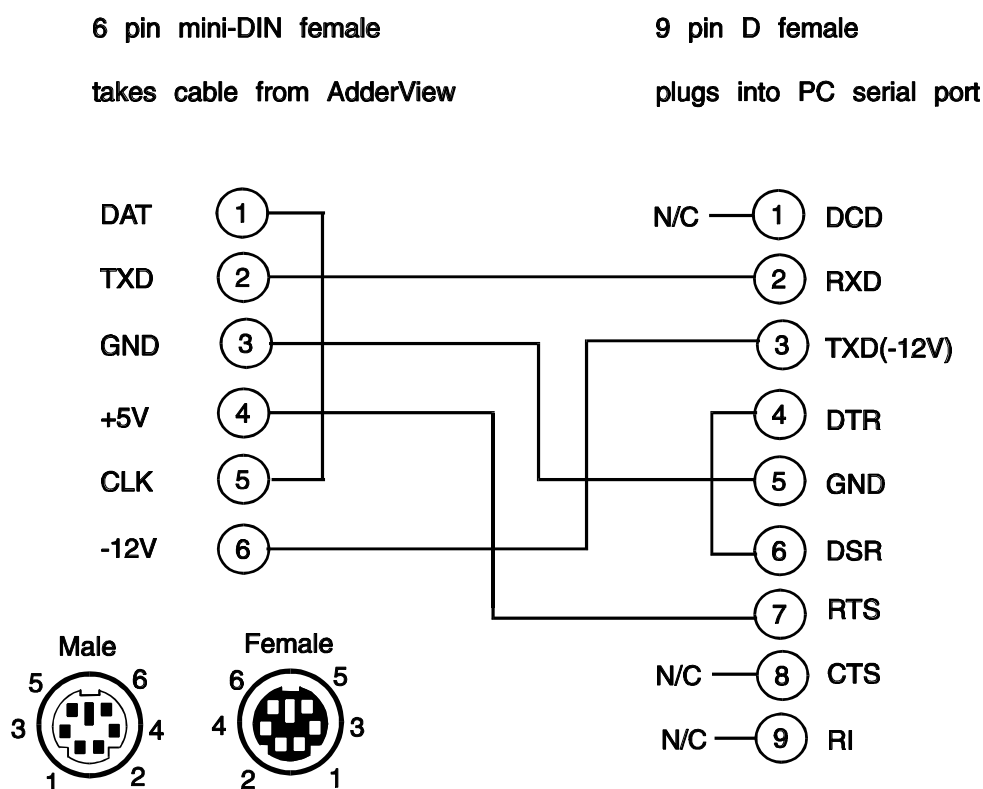 6 pin mini-DIN female
takes cable from AdderView
9 pin D female
plugs into PC serial port
DAT 1
TXD 2
GND 3
+5V 4
CLK 5
-12V 6
N/C 1 DCD
2 RXD
3 TXD(-12V)
4 DTR
5 GND
6 DSR
7 RTS
N/C 8 CTS
N/C 9 RI
Male
5 6
3 4
1 2
Female
6 5
4 3
2 1